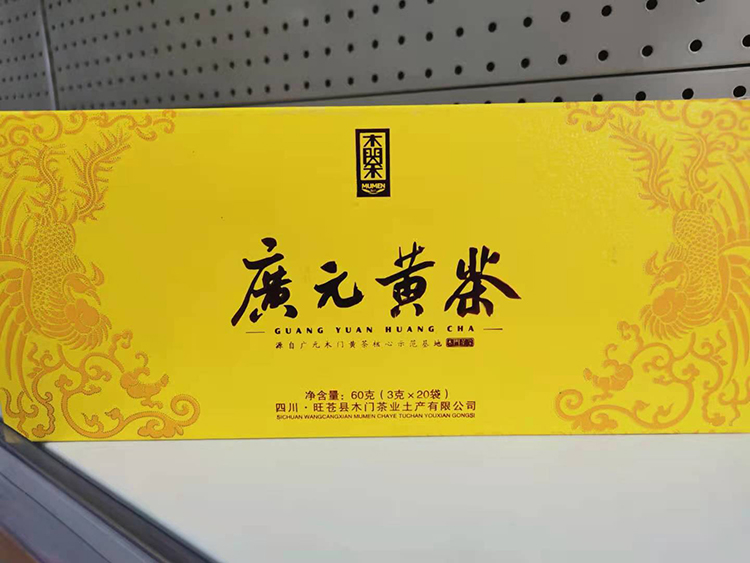 木門茶
MUMEN
廣元黄茶
GUANG YUAN HUANG CHA
源自广元木门黄茶核心示范基地
净含量：60克（3克×20袋）
四川·旺苍县木门茶业土产有限公司
SICHUAN WANGCANGXIAN MUMEN CHAYE TUCHAN YOUXIAN GONGSI